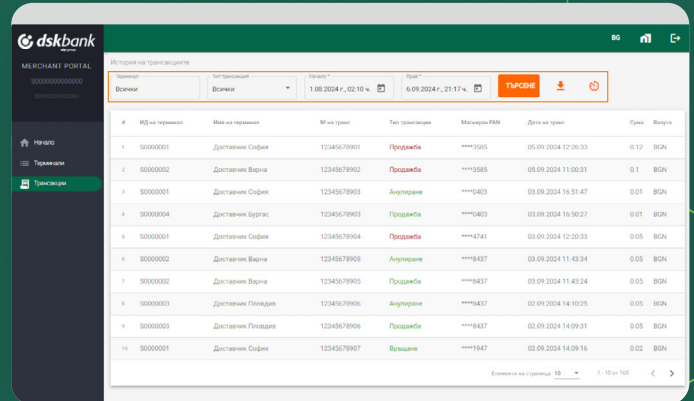 dskbank
BG
MERCHANT PORTAL
S0000000000000
Начало
Терминали
Трансакции
История на трансакциите
Терминал
Всички
Тип трансакция
Всички
Начало *
1.08.2024 г., 02:10 ч.
Край *
6.09.2024 г., 21:17 ч.
ТЪРСЕНЕ
# ИД на терминал Име на терминал № на транс Тип трансакция Маскиран PAN Дата на транс Сума Валута
1 S0000001 Доставчик София 12345678901 Продажба ****3585 05.09.2024 12:26:33 0.12 BGN
2 S0000002 Доставчик Варна 12345678902 Продажба ****3585 05.09.2024 11:00:31 0.1 BGN
3 S0000001 Доставчик София 12345678903 Анулиране ****0403 03.09.2024 16:51:47 0.01 BGN
4 S0000004 Доставчик Бургас 12345678903 Продажба ****0403 03.09.2024 16:50:27 0.01 BGN
5 S0000001 Доставчик София 12345678904 Продажба ****4741 03.09.2024 12:20:33 0.05 BGN
6 S0000002 Доставчик Варна 12345678905 Анулиране ****8437 03.09.2024 11:43:34 0.05 BGN
7 S0000002 Доставчик Варна 12345678905 Продажба ****8437 03.09.2024 11:43:24 0.05 BGN
8 S0000003 Доставчик Пловдив 12345678906 Анулиране ****8437 02.09.2024 14:10:25 0.05 BGN
9 S0000003 Доставчик Пловдив 12345678906 Продажба ****8437 02.09.2024 14:09:31 0.05 BGN
10 S0000001 Доставчик София 12345678907 Връщане ****1947 02.09.2024 14:09:16 0.02 BGN
Елементи на страница 10 1 - 10 от 168